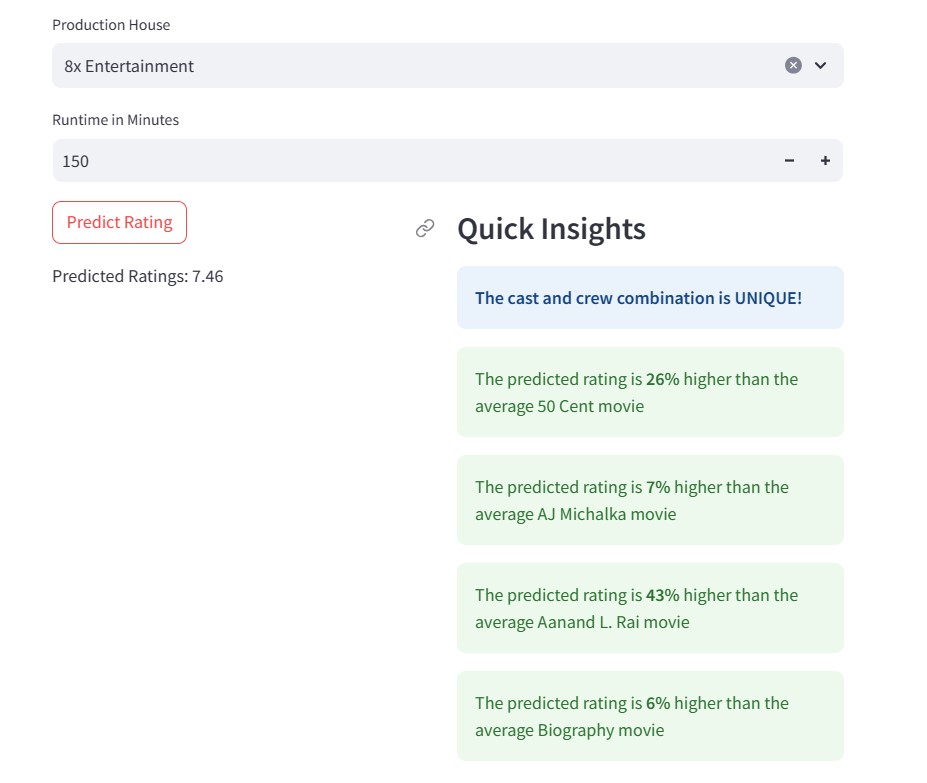 Production House
8x Entertainment
Runtime in Minutes
150
Predict Rating
Predicted Ratings: 7.46
Quick Insights
The cast and crew combination is UNIQUE!
The predicted rating is 26% higher than the
average 50 Cent movie
The predicted rating is 7% higher than the
average AJ Michalka movie
The predicted rating is 43% higher than the
average Aanand L. Rai movie
The predicted rating is 6% higher than the
average Biography movie